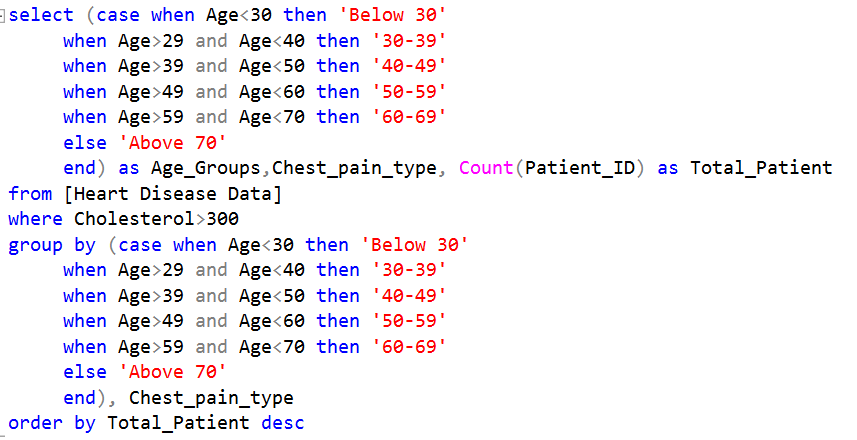 select (case when Age<30 then 'Below 30'
when Age>29 and Age<40 then '30-39'
when Age>39 and Age<50 then '40-49'
when Age>49 and Age<60 then '50-59'
when Age>59 and Age<70 then '60-69'
else 'Above 70'
end) as Age_Groups,Chest_pain_type, Count(Patient_ID) as Total_Patient
from [Heart Disease Data]
where Cholesterol>300
group by (case when Age<30 then 'Below 30'
when Age>29 and Age<40 then '30-39'
when Age>39 and Age<50 then '40-49'
when Age>49 and Age<60 then '50-59'
when Age>59 and Age<70 then '60-69'
else 'Above 70'
end), Chest_pain_type
order by Total_Patient desc